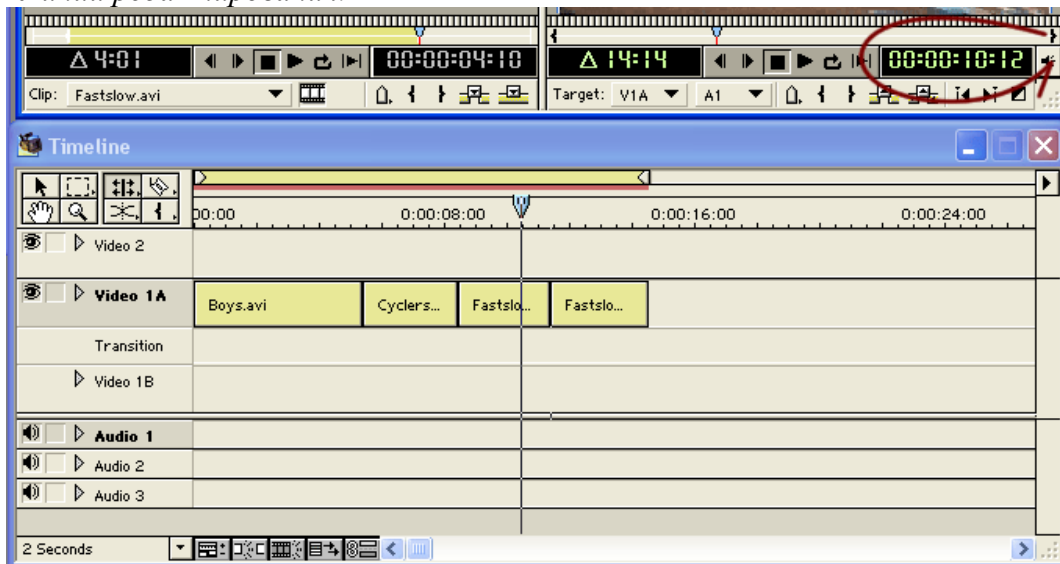 Δ 4:01 00:00:04:10 Δ 14:14 00:00:10:12
Clip: Fastslow.avi Target: V1A A1
Timeline
00:00 0:00:08:00 0:00:16:00 0:00:24:00
Video 2
Video 1A Boys.avi Cyclers... Fastslo... Fastslo...
Transition
Video 1B
Audio 1
Audio 2
Audio 3
2 Seconds